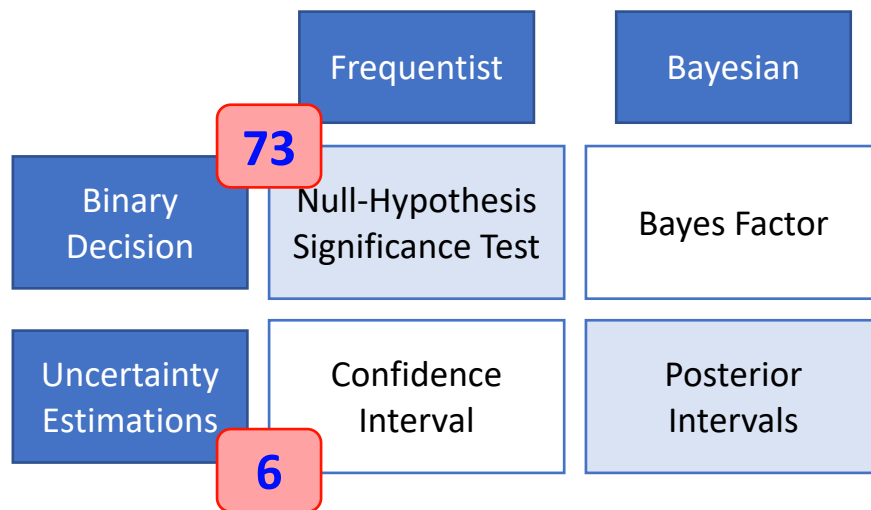 Frequentist
Bayesian
73
Binary
Decision
Null-Hypothesis
Significance Test
Bayes Factor
Uncertainty
Estimations
Confidence
Interval
Posterior
Intervals
6